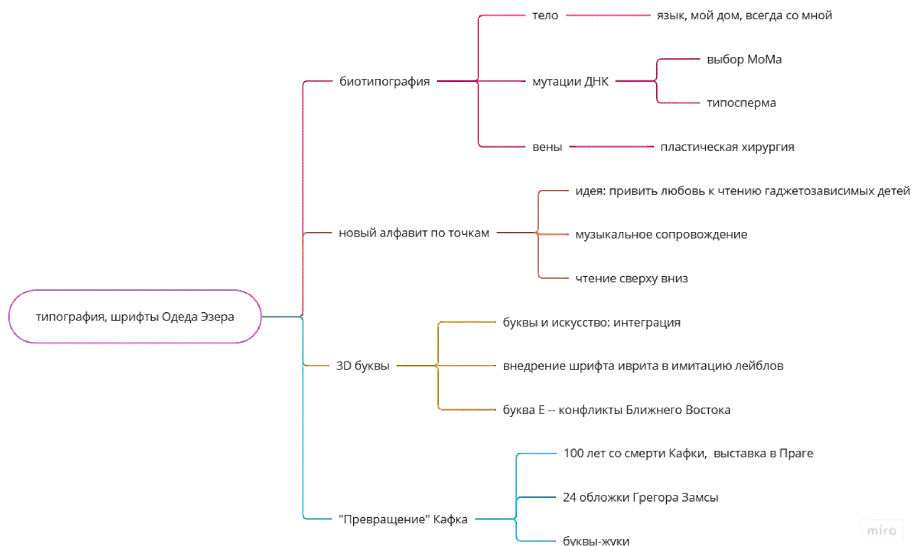 типография, шрифты Одеда Эзера
биотипография
тело
язык, мой дом, всегда со мной
мутации ДНК
выбор МоМа
типосперма
вены
пластическая хирургия
новый алфавит по точкам
идея: привить любовь к чтению гаджетозависимых детей
музыкальное сопровождение
чтение сверху вниз
3D буквы
буквы и искусство: интеграция
внедрение шрифта иврита в имитацию лейблов
буква Е -- конфликты Ближнего Востока
"Превращение" Кафка
100 лет со смерти Кафки, выставка в Праге
24 обложки Грегора Замсы
буквы-жуки
miro